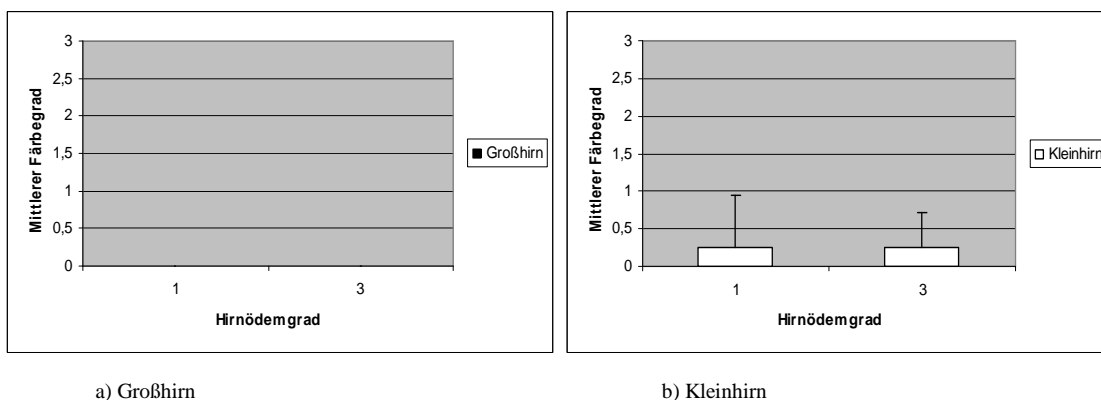 3
2,5
2
1,5
1
0,5
0
Mittlerer Färbegrad
1 3
Hirnödemgrad
Großhirn
3
2,5
2
1,5
1
0,5
0
Mittlerer Färbegrad
1 3
Hirnödemgrad
Kleinhirn
a) Großhirn
b) Kleinhirn